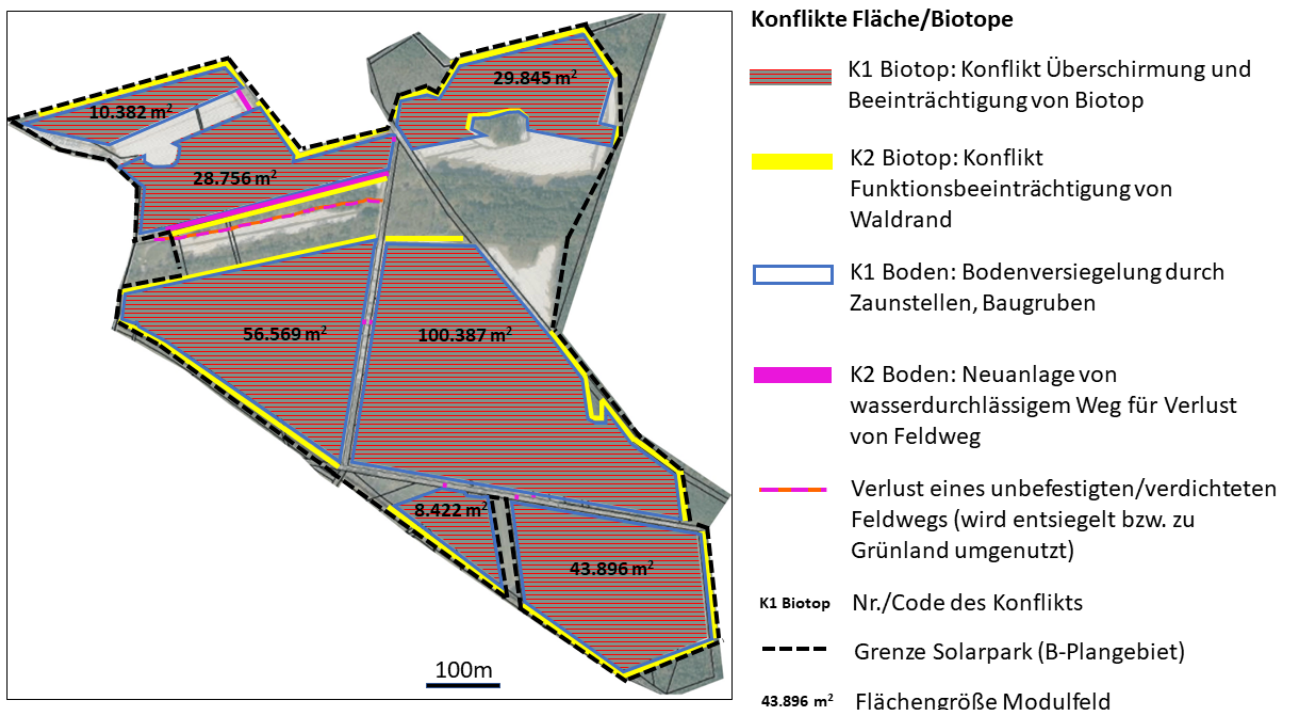 Konflikte Fläche/Biotope
K1 Biotop: Konflikt Überschirmung und
Beeinträchtigung von Biotop
K2 Biotop: Konflikt
Funktionsbeeinträchtigung von
Waldrand
K1 Boden: Bodenversiegelung durch
Zaunstellen, Baugruben
K2 Boden: Neuanlage von
wasserdurchlässigem Weg für Verlust
von Feldweg
Verlust eines unbefestigten/verdichteten
Feldwegs (wird entsiegelt bzw. zu
Grünland umgenutzt)
K1 Biotop Nr./Code des Konflikts
Grenze Solarpark (B-Plangebiet)
43.896 m² Flächengröße Modulfeld
29.845 m²
10.382 m²
28.756 m²
56.569 m²
100.387 m²
8.422 m²
43.896 m²
100m